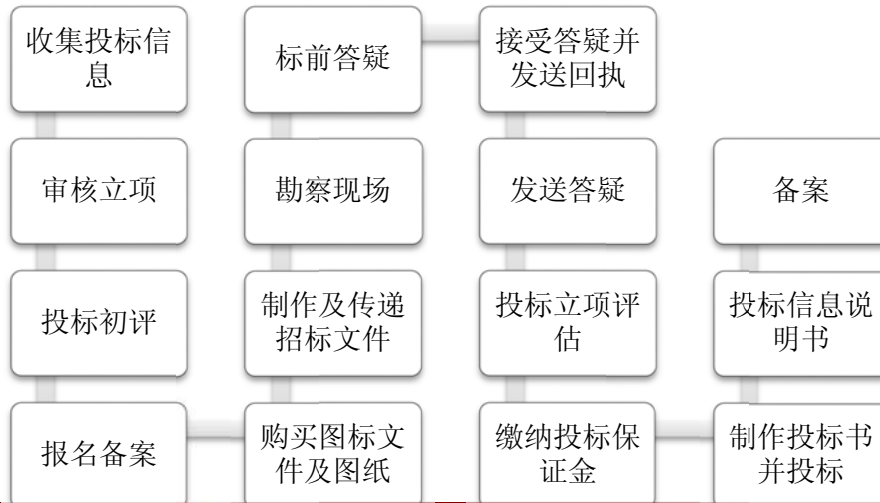 收集投标信
息
审核立项
投标初评
报名备案
购买图标文
件及图纸
制作及传递
招标文件
勘察现场
标前答疑
接受答疑并
发送回执
发送答疑
投标立项评
估
缴纳投标保
证金
制作投标书
并投标
投标信息说
明书
备案